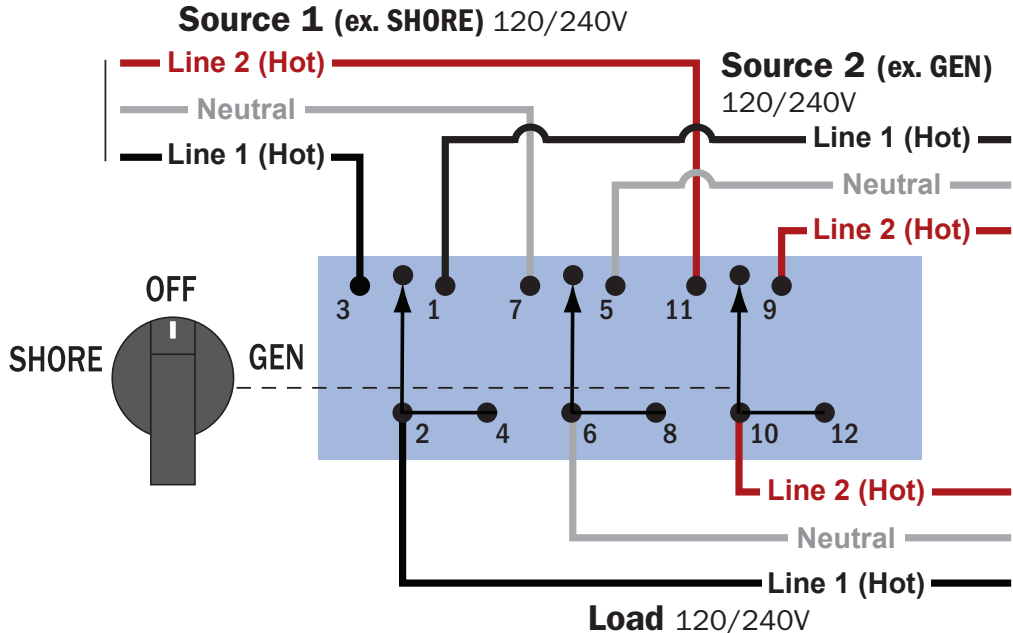 Source 1 (ex. SHORE) 120/240V
Line 2 (Hot)
Neutral
Line 1 (Hot)
Source 2 (ex. GEN)
120/240V
Line 1 (Hot)
Neutral
Line 2 (Hot)
OFF
SHORE
GEN
3 1 7 5 11 9
2 4 6 8 10 12
Line 2 (Hot)
Neutral
Line 1 (Hot)
Load 120/240V